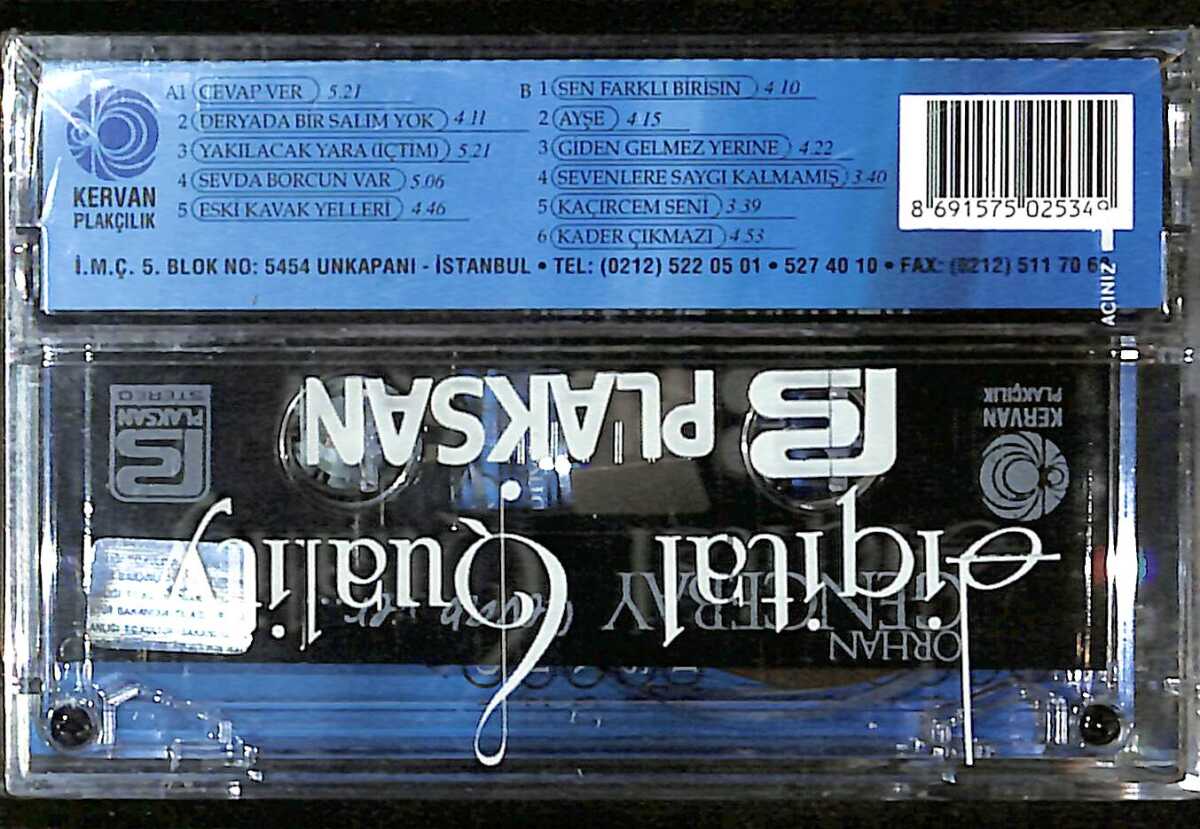 KERVAN
PLAKÇILIK
A1 CEVAP VER 5.21
2 DERYADA BİR SALIM YOK 4.11
3 YAKILACAK YARA (İÇTİM) 5.21
4 SEVDA BORCUN VAR 5.06
5 ESKİ KAVAK YELLERİ 4.46
B 1 SEN FARKLI BİRİSİN 4.10
2 AYŞE 4.15
3 GİDEN GELMEZ YERİNE 4.22
4 SEVENLERE SAYGI KALMAMIŞ 3.40
5 KAÇIRCEM SENİ 3.39
6 KADER ÇIKMAZI 4.53
8 691575 025349
İ.M.Ç. 5. BLOK NO: 5454 UNKAPANI - İSTANBUL • TEL: (0212) 522 05 01 • 527 40 10 • FAX: (0212) 511 70
AÇINIZ
PLAKSAN
STEREO
PLAKSAN
KERVAN
PLAKÇILIK
Digital Quality
ORHAN
GENCEBAY
Cevap Ver